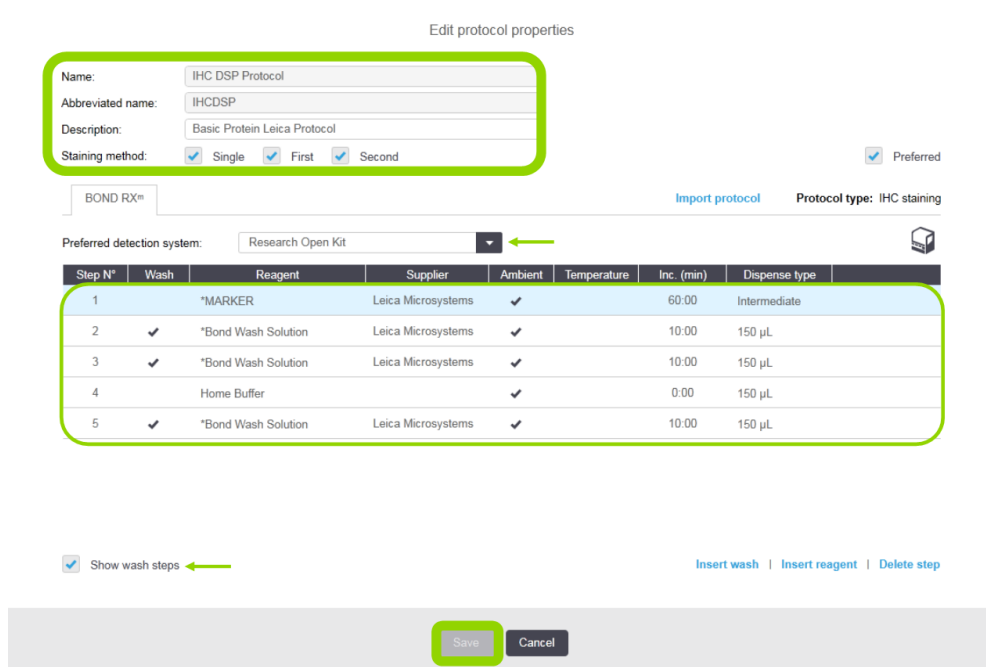 Edit protocol properties
Name: IHC DSP Protocol
Abbreviated name: IHCDSP
Description: Basic Protein Leica Protocol
Staining method: Single First Second Preferred
BOND RXᵐ Import protocol Protocol type: IHC staining
Preferred detection system: Research Open Kit
Step N° Wash Reagent Supplier Ambient Temperature Inc. (min) Dispense type
1 *MARKER Leica Microsystems 60:00 Intermediate
2 *Bond Wash Solution Leica Microsystems 10:00 150 µL
3 *Bond Wash Solution Leica Microsystems 10:00 150 µL
4 Home Buffer 0:00 150 µL
5 *Bond Wash Solution Leica Microsystems 10:00 150 µL
Show wash steps Insert wash | Insert reagent | Delete step
Save Cancel